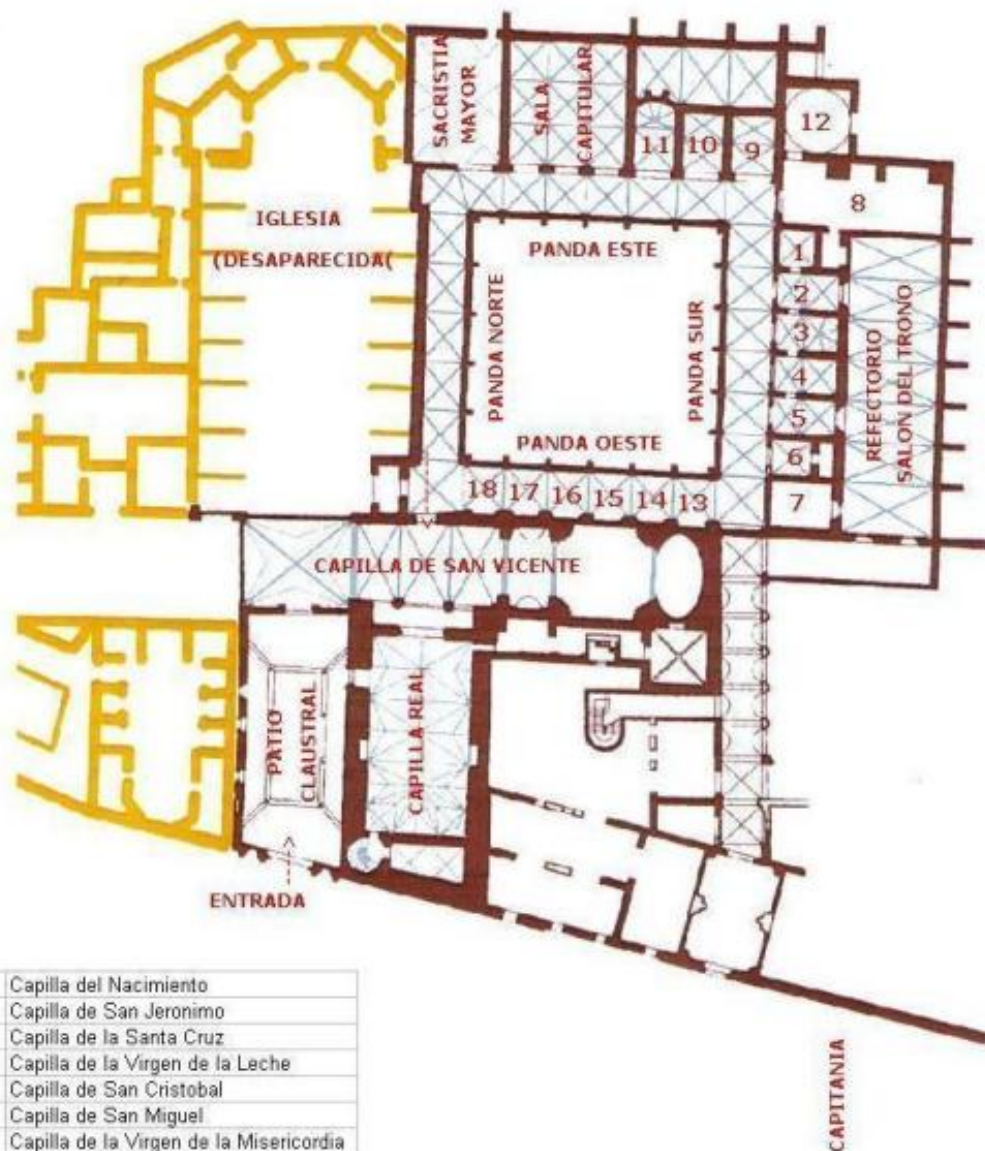 SACRISTIA
MAYOR
SALA
CAPITULAR
11
10
9
12
8
IGLESIA
(DESAPARECIDA(
PANDA ESTE
PANDA NORTE
PANDA SUR
PANDA OESTE
1
2
3
4
5
6
7
REFECTORIO
SALON DEL TRONO
18
17
16
15
14
13
CAPILLA DE SAN VICENTE
PATIO
CLAUSTRAL
CAPILLA REAL
ENTRADA
Capilla del Nacimiento
Capilla de San Jeronimo
Capilla de la Santa Cruz
Capilla de la Virgen de la Leche
Capilla de San Cristobal
Capilla de San Miguel
Capilla de la Virgen de la Misericordia
CAPITANIA